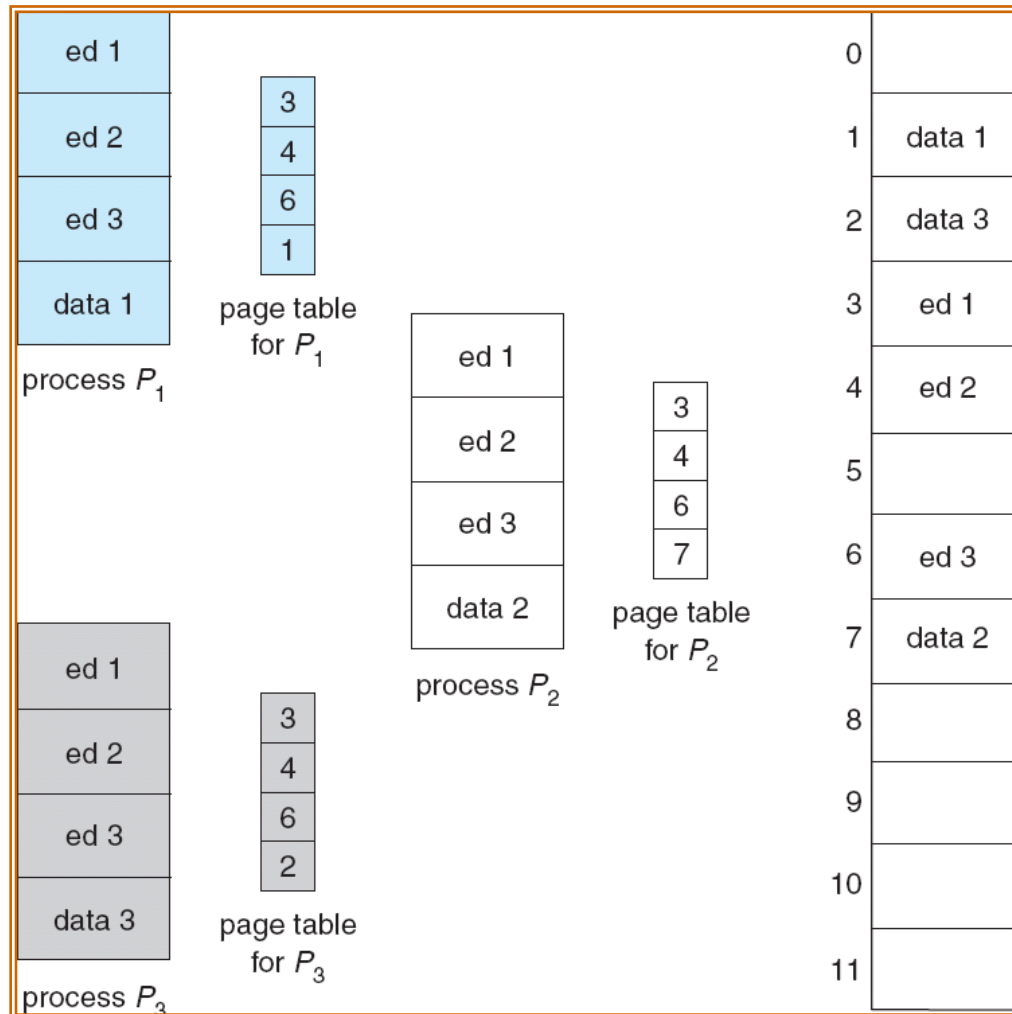 ed 1
ed 2
ed 3
data 1
process P1
3
4
6
1
page table
for P1
ed 1
ed 2
ed 3
data 2
process P2
3
4
6
7
page table
for P2
ed 1
ed 2
ed 3
data 3
process P3
3
4
6
2
page table
for P3
0
1 data 1
2 data 3
3 ed 1
4 ed 2
5
6 ed 3
7 data 2
8
9
10
11